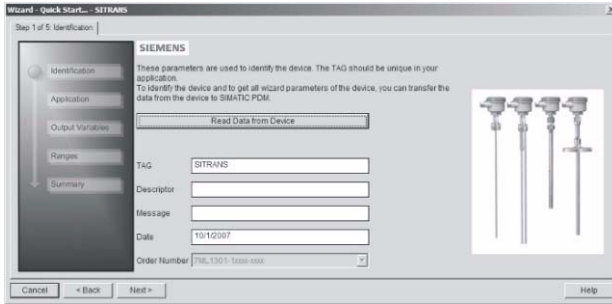 Wizard - Quick Start... - SITRANS
Step 1 of 5: Identification
SIEMENS
Identification
Application
Output Variables
Ranges
Summary
These parameters are used to identify the device. The TAG should be unique in your
application.
To identify the device and to get all wizard parameters of the device, you can transfer the
data from the device to SIMATIC PDM.
Read Data from Device
TAG
SITRANS
Descriptor
Message
Date
10/1/2007
Order Number
Cancel
< Back
Next >
Help